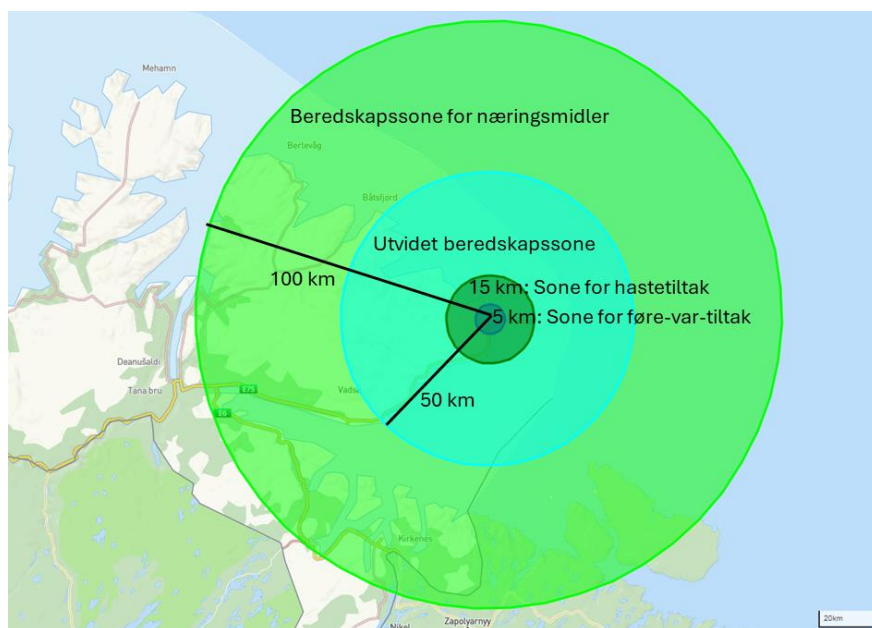 Mehamn
Beredskapssone for næringsmidler
Berlevåg
Båtsfjord
Utvidet beredskapssone
100 km
15 km: Sone for hastetiltak
5 km: Sone for føre-var-tiltak
Deanušaldi
Tana bru
E75
Vadsø
50 km
E6
Kirkenes
Nikel
Zapolyarnyy
20km